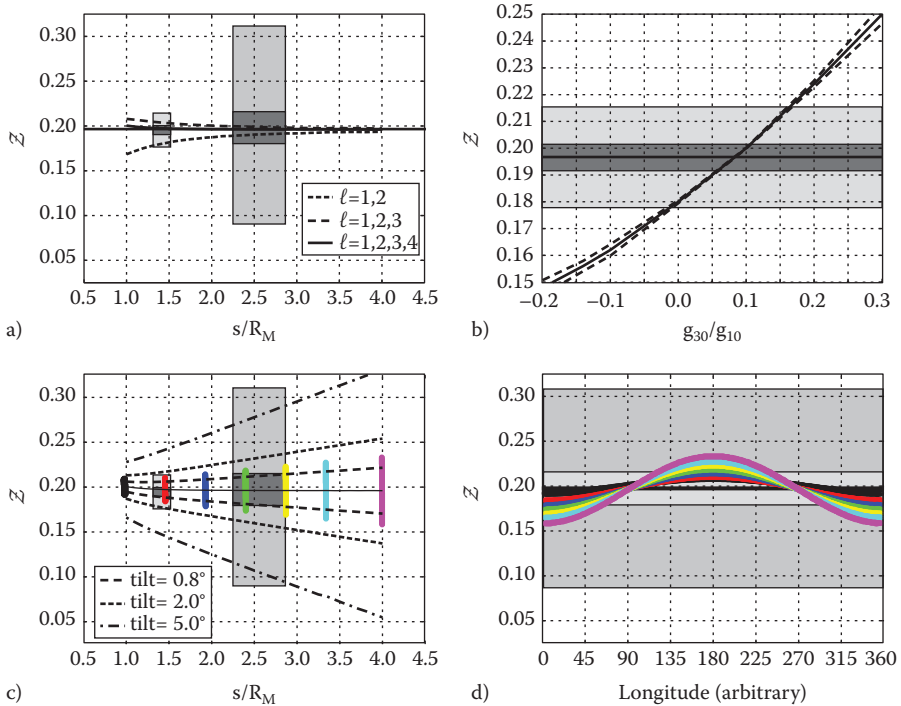 0.30
0.25
0.20
0.15
0.10
0.05
Z
0.5 1.0 1.5 2.0 2.5 3.0 3.5 4.0 4.5
s/R_M
ℓ=1,2
ℓ=1,2,3
ℓ=1,2,3,4
a)
0.25
0.24
0.23
0.22
0.21
0.20
0.19
0.18
0.17
0.16
0.15
Z
−0.2 −0.1 0.0 0.1 0.2 0.3
g_30/g_10
b)
0.30
0.25
0.20
0.15
0.10
0.05
Z
tilt= 0.8°
tilt= 2.0°
tilt= 5.0°
0.5 1.0 1.5 2.0 2.5 3.0 3.5 4.0 4.5
s/R_M
c)
0.30
0.25
0.20
0.15
0.10
0.05
Z
0 45 90 135 180 225 270 315 360
Longitude (arbitrary)
d)